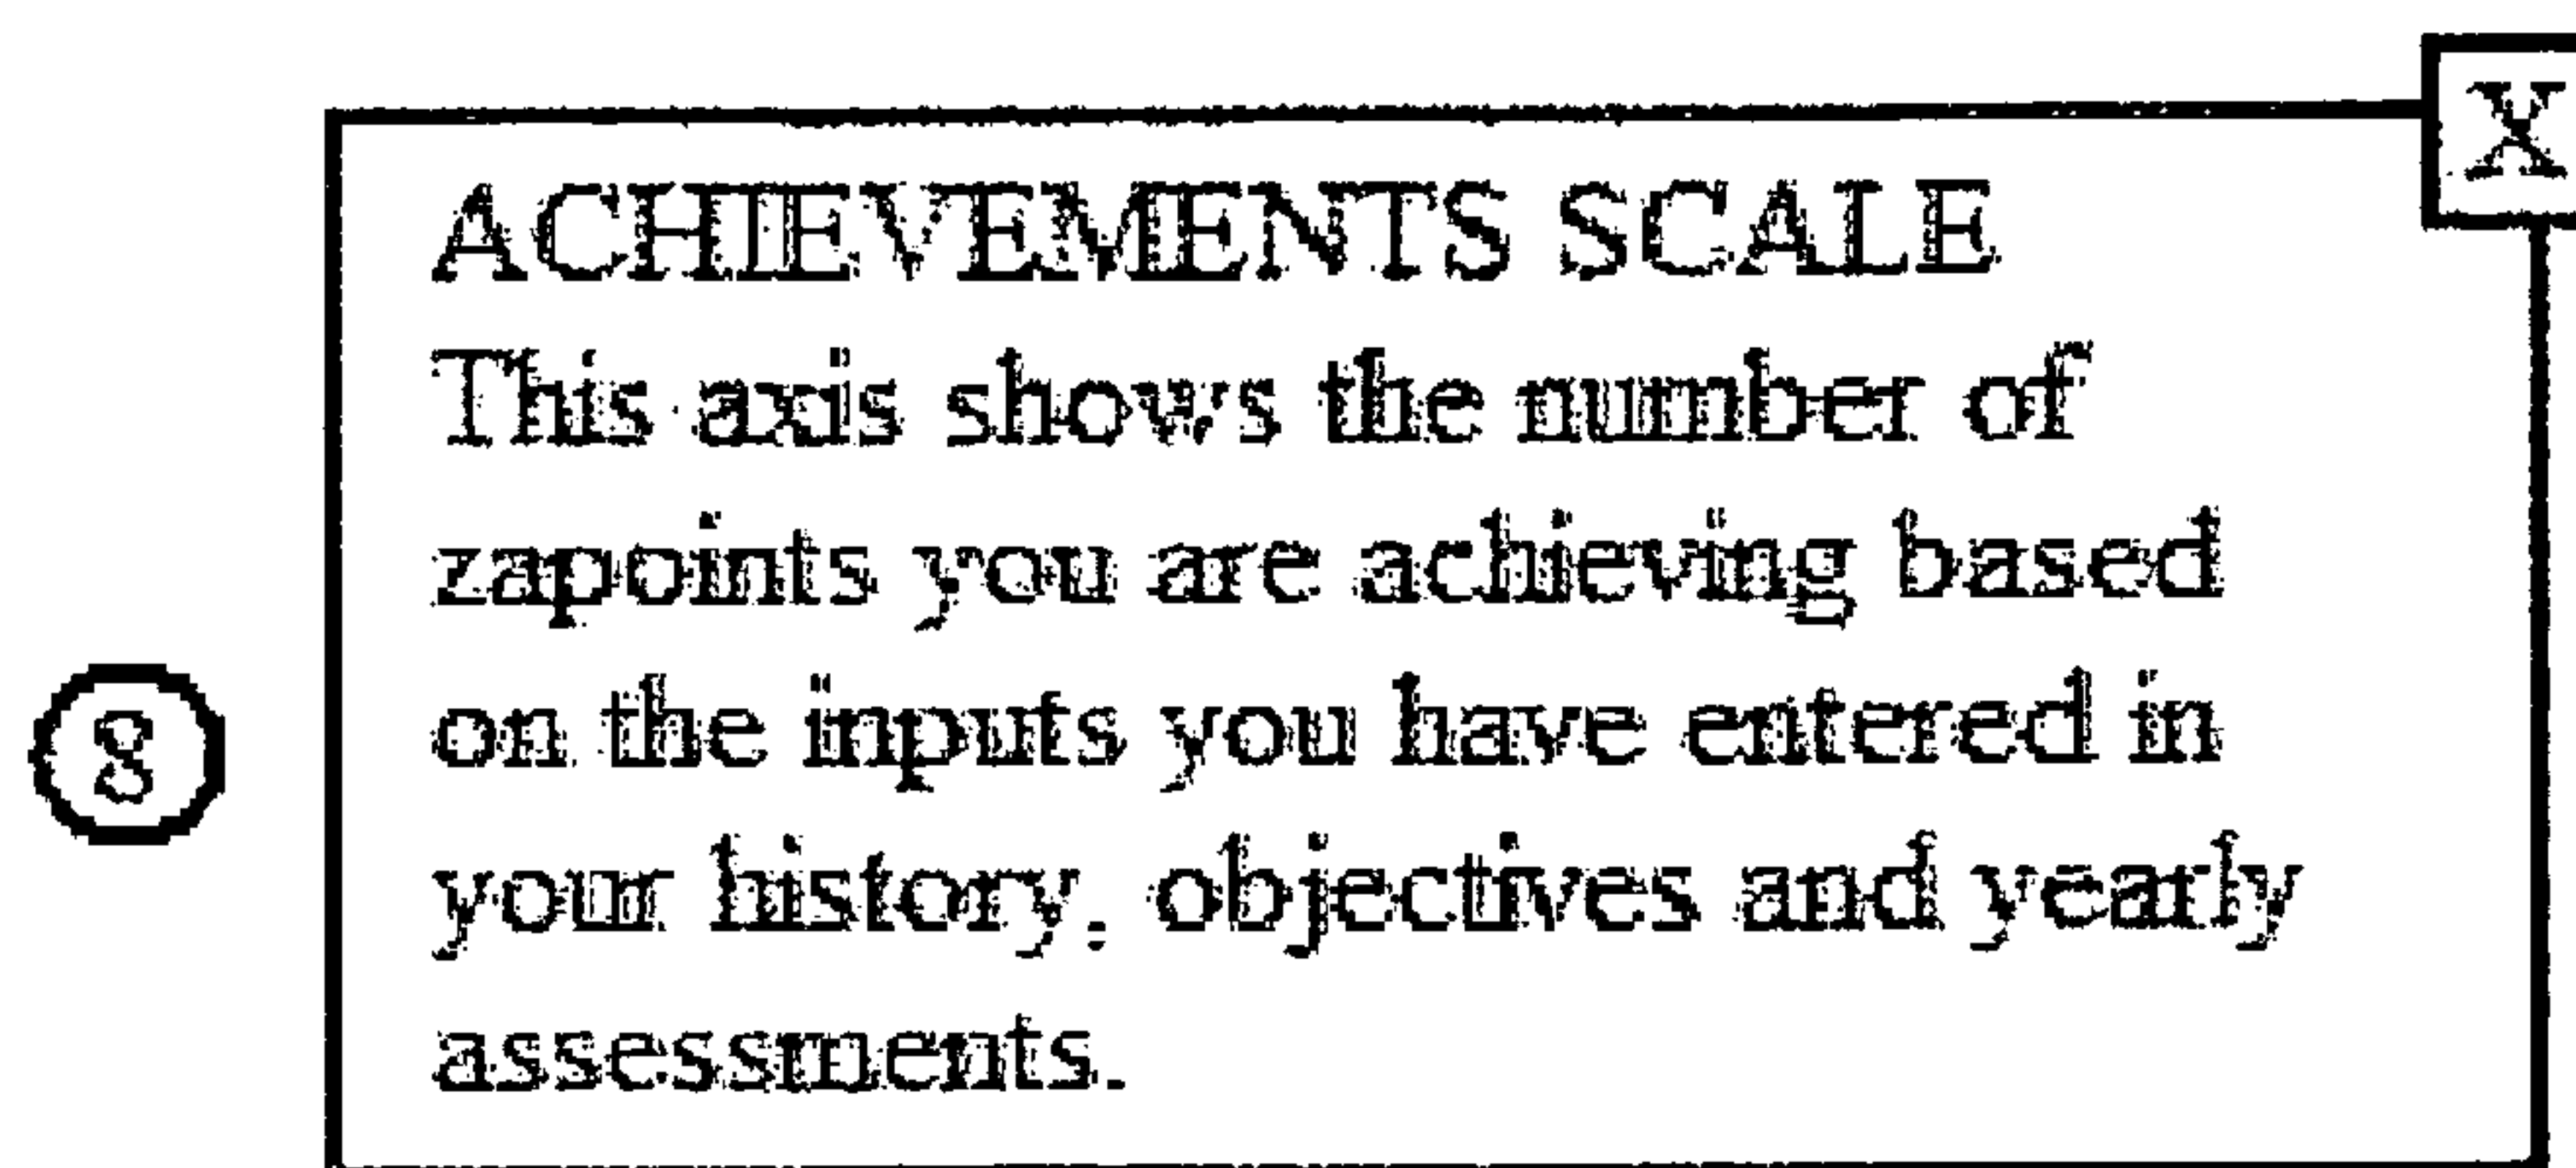 X
ACHIEVEMENTS SCALE
This axis shows the number of
zapoints you are achieving based
on the inputs you have entered in
8
your history, objectives and yearly
assessments.